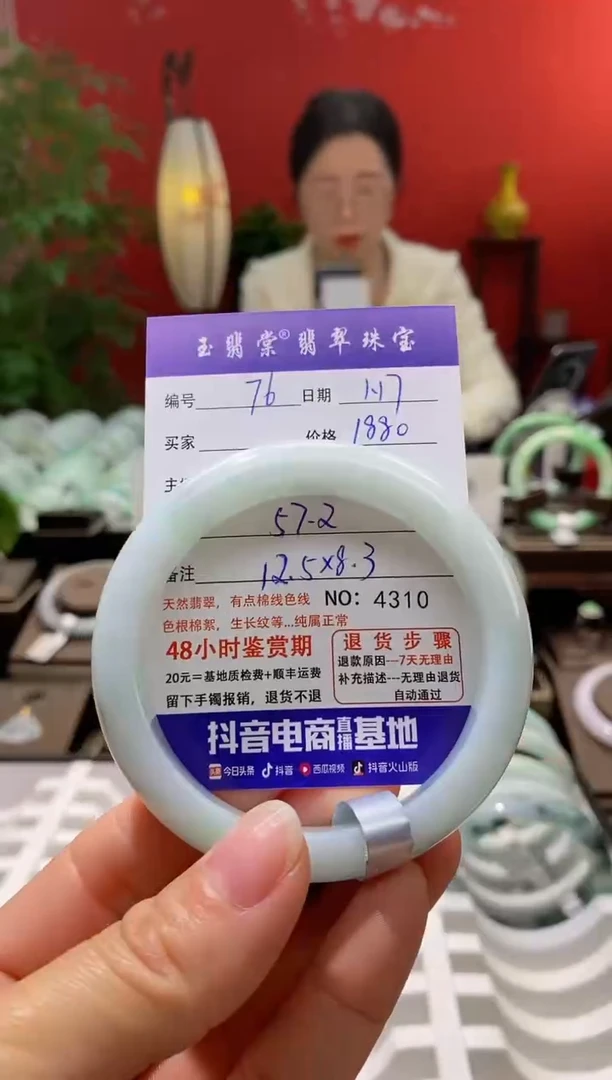 玉翡棠®翡翠珠宝
编号 76 日期 1.17
买家 价格 1880
57-2
备注 12.5×8.3
天然翡翠，有点棉线色线 NO: 4310
色根棉絮，生长纹等...纯属正常
48小时鉴赏期
20元=基地质检费+顺丰运费
留下手镯报销，退货不退
退货步骤
退款原因---7天无理由
补充描述---无理由退货
自动通过
抖音电商直播基地
头条 今日头条 抖音 西瓜视频 抖音火山版